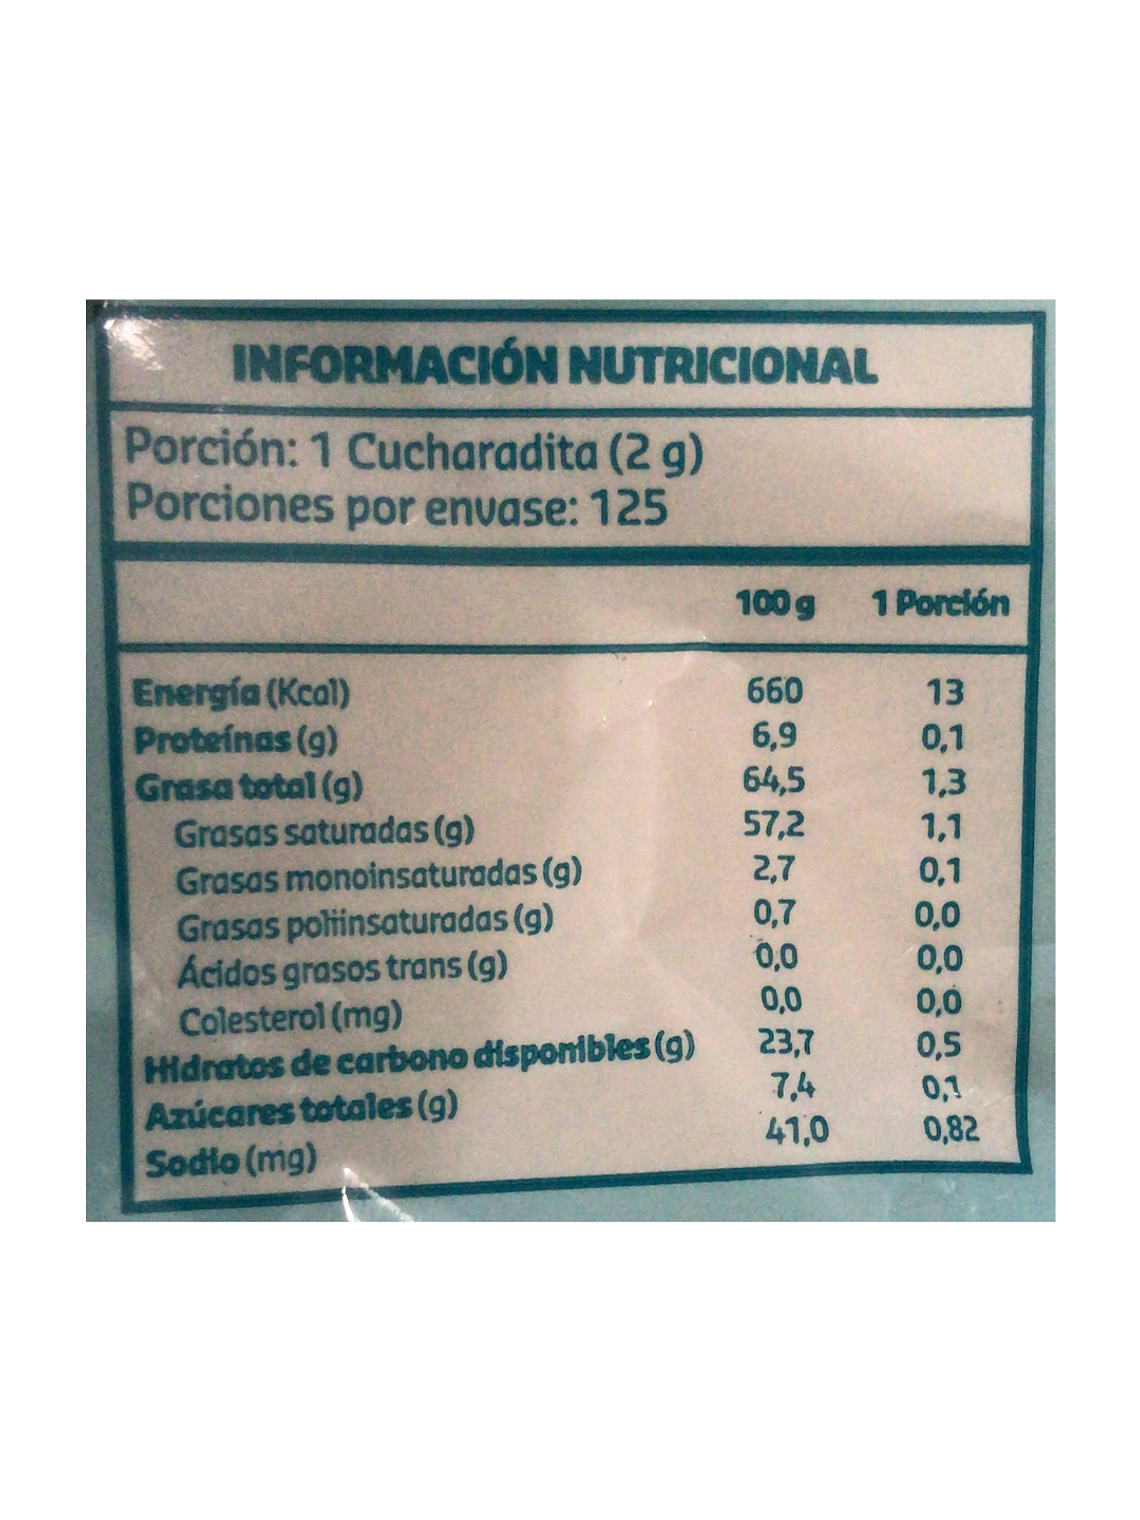 INFORMACIÓN NUTRICIONAL
Porción: 1 Cucharadita (2 g)
Porciones por envase: 125
100 g 1 Porción
Energía (Kcal) 660 13
Proteínas (g) 6,9 0,1
Grasa total (g) 64,5 1,3
Grasas saturadas (g) 57,2 1,1
Grasas monoinsaturadas (g) 2,7 0,1
Grasas poliinsaturadas (g) 0,7 0,0
Ácidos grasos trans (g) 0,0 0,0
Colesterol (mg) 0,0 0,0
Hidratos de carbono disponibles (g) 23,7 0,5
Azúcares totales (g) 7,4 0,1
Sodio (mg) 41,0 0,82